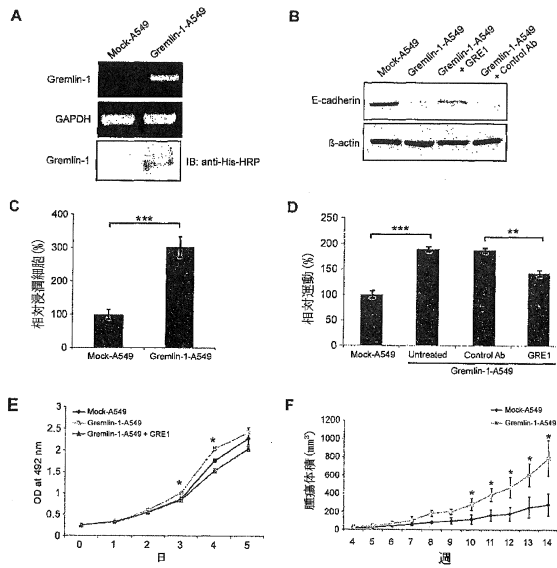 A
Mock-A549
Gremlin-1-A549
Gremlin-1
GAPDH
Gremlin-1
IB: anti-His-HRP
B
Mock-A549
Gremlin-1-A549
Gremlin-1-A549
+ GRE1
Gremlin-1-A549
+ Control Ab
E-cadherin
ß-actin
C
相対浸潤細胞(%)
400
300
200
100
0
***
Mock-A549
Gremlin-1-A549
D
相対運動(%)
250
200
150
100
50
0
***
**
Mock-A549
Untreated
Control Ab
GRE1
Gremlin-1-A549
E
Mock-A549
Gremlin-1-A549
Gremlin-1-A549 + GRE1
OD at 492 nm
2.5
2
1.5
1
0.5
0
*
*
0 1 2 3 4 5
日
F
Mock-A549
Gremlin-1-A549
腫瘍体積(mm³)
1200
1000
800
600
400
200
0
* * * * *
4 5 6 7 8 9 10 11 12 13 14
週